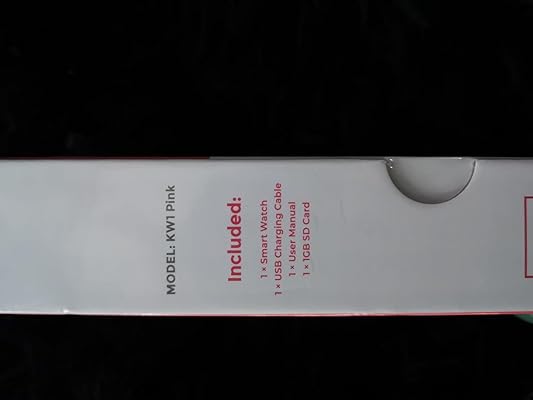 MODEL: KW1 Pink
Included:
1 × Smart Watch
1 × USB Charging Cable
1 × User Manual
1 × 1GB SD Card